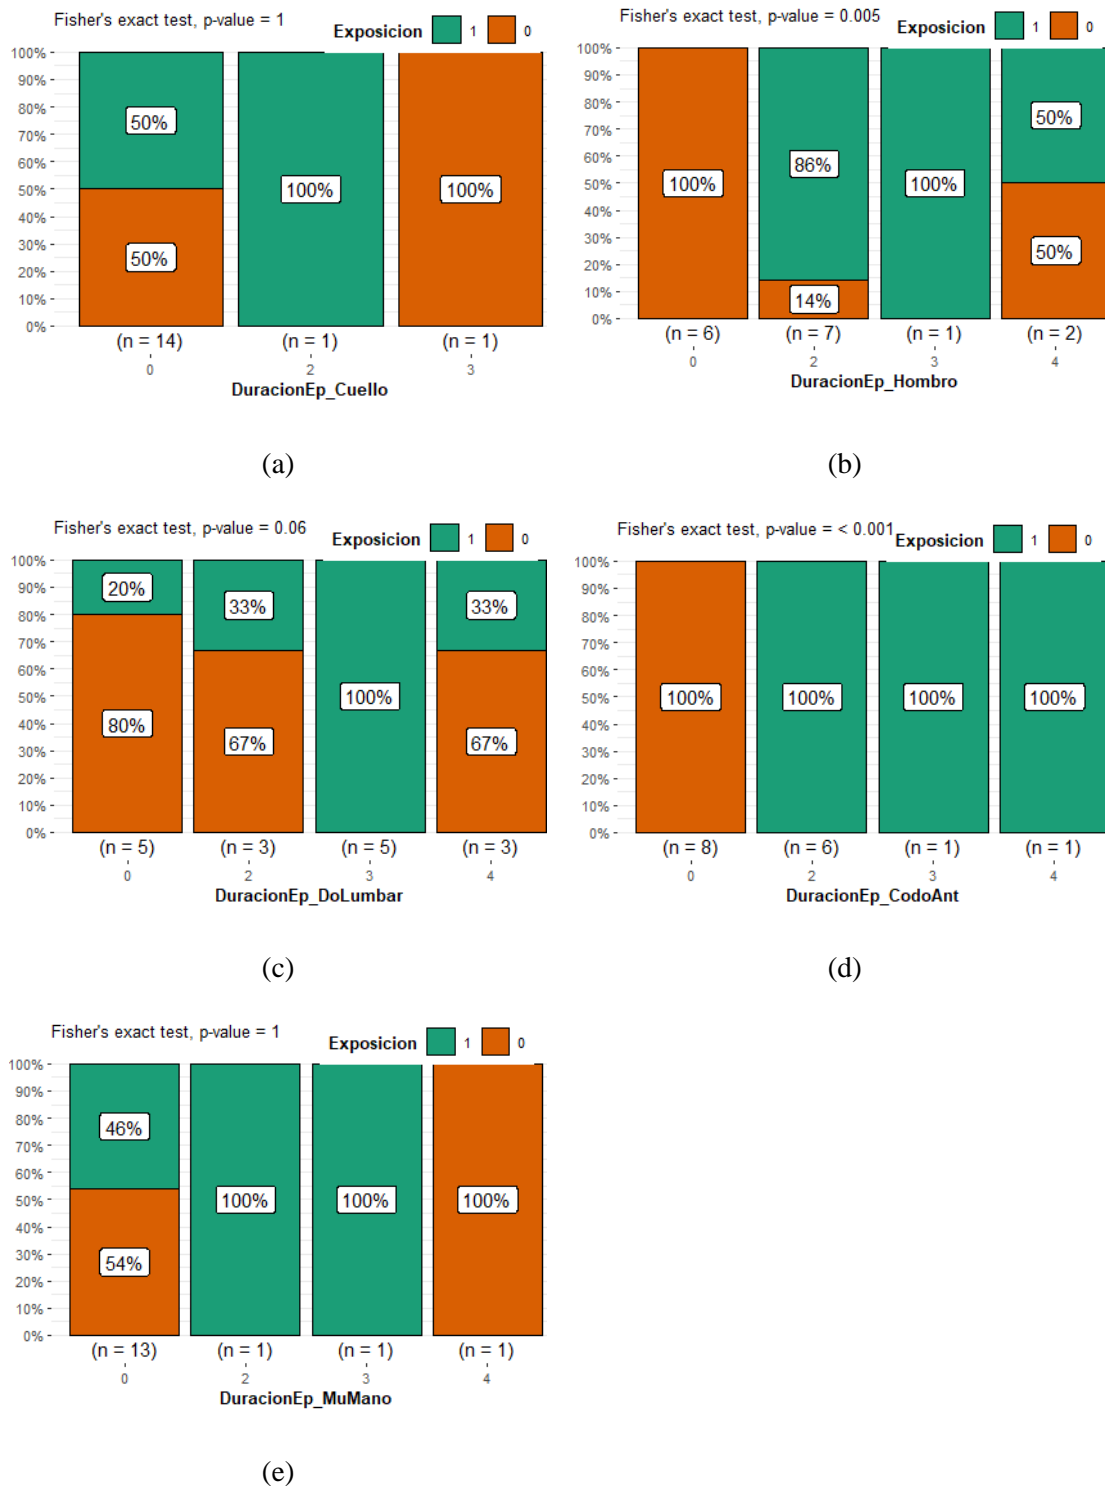 Fisher's exact test, p-value = 1
Exposicion 1 0
100%
90%
80%
70%
60%
50%
40%
30%
20%
10%
0%
50%
50%
100%
100%
(n = 14) (n = 1) (n = 1)
0 2 3
DuracionEp_Cuello
(a)
Fisher's exact test, p-value = 0.005
Exposicion 1 0
100%
90%
80%
70%
60%
50%
40%
30%
20%
10%
0%
100%
86%
14%
100%
50%
50%
(n = 6) (n = 7) (n = 1) (n = 2)
0 2 3 4
DuracionEp_Hombro
(b)
Fisher's exact test, p-value = 0.06
Exposicion 1 0
100%
90%
80%
70%
60%
50%
40%
30%
20%
10%
0%
20%
80%
33%
67%
100%
33%
67%
(n = 5) (n = 3) (n = 5) (n = 3)
0 2 3 4
DuracionEp_DoLumbar
(c)
Fisher's exact test, p-value = < 0.001
Exposicion 1 0
100%
90%
80%
70%
60%
50%
40%
30%
20%
10%
0%
100%
100%
100%
100%
(n = 8) (n = 6) (n = 1) (n = 1)
0 2 3 4
DuracionEp_CodoAnt
(d)
Fisher's exact test, p-value = 1
Exposicion 1 0
100%
90%
80%
70%
60%
50%
40%
30%
20%
10%
0%
46%
54%
100%
100%
100%
(n = 13) (n = 1) (n = 1) (n = 1)
0 2 3 4
DuracionEp_MuMano
(e)